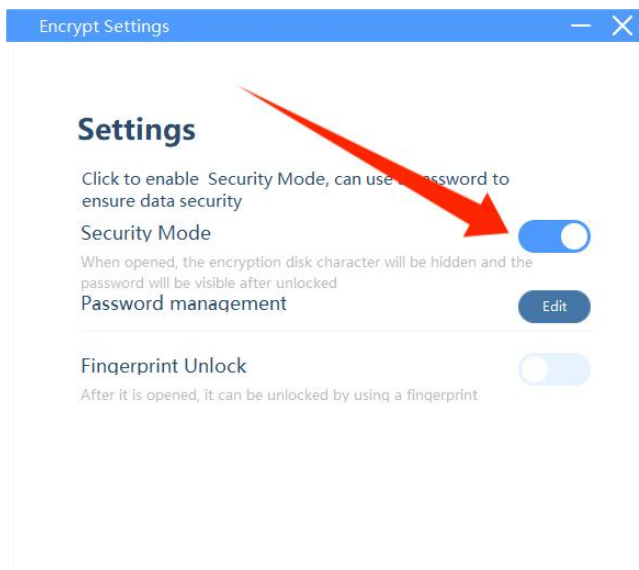 Encrypt Settings
Settings
Click to enable Security Mode, can use password to
ensure data security
Security Mode
When opened, the encryption disk character will be hidden and the
password will be visible after unlocked
Password management
Edit
Fingerprint Unlock
After it is opened, it can be unlocked by using a fingerprint